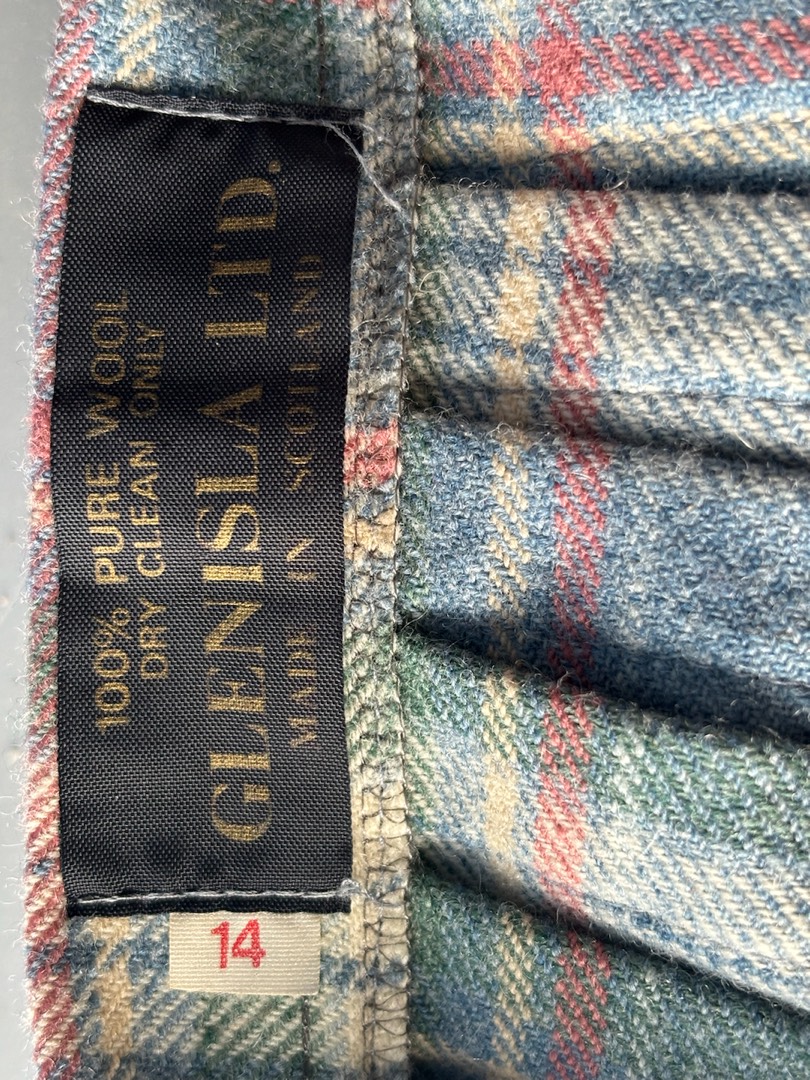 100% PURE WOOL
DRY CLEAN ONLY
GLENISLA LTD.
MADE IN SCOTLAND
14